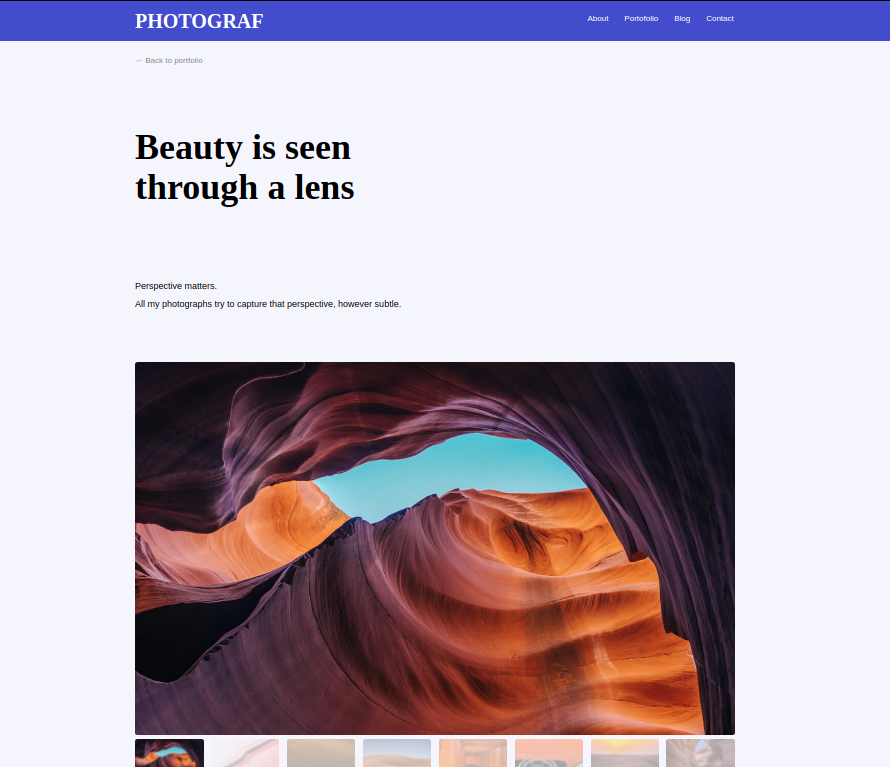 PHOTOGRAF
About Portofolio Blog Contact
← Back to portfolio
Beauty is seen
through a lens
Perspective matters.
All my photographs try to capture that perspective, however subtle.